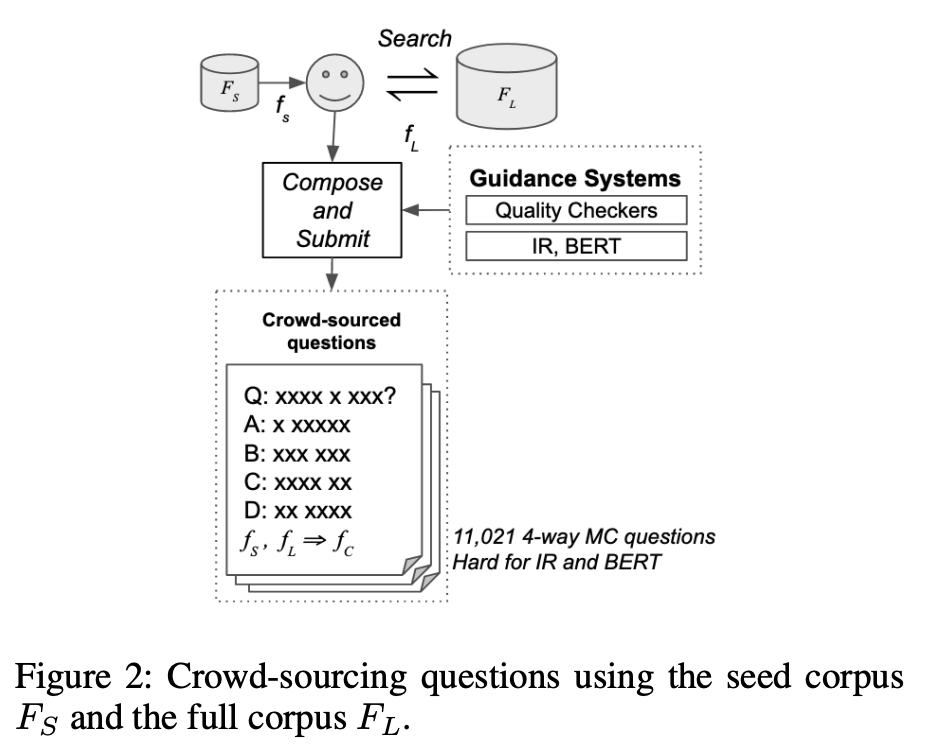 Search
F_S
f_s
F_L
f_L
Compose
and
Submit
Guidance Systems
Quality Checkers
IR, BERT
Crowd-sourced
questions
Q: xxxx x xxx?
A: x xxxxx
B: xxx xxx
C: xxxx xx
D: xx xxxx
f_S, f_L ⇒ f_C
11,021 4-way MC questions
Hard for IR and BERT
Figure 2: Crowd-sourcing questions using the seed corpus
F_S and the full corpus F_L.